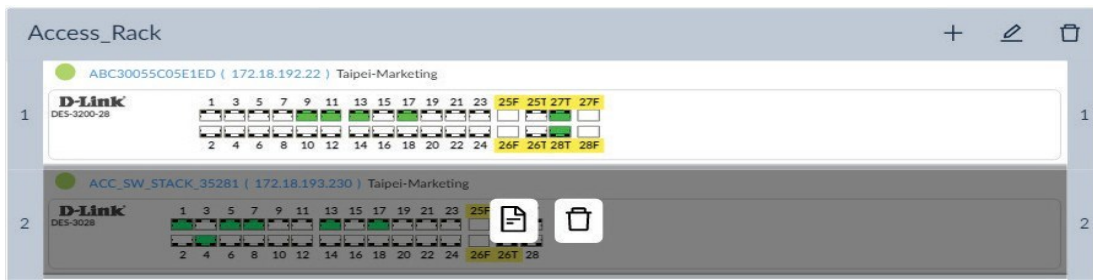 Access_Rack
ABC30055C05E1ED ( 172.18.192.22 ) Taipei-Marketing
1 D-Link 1 3 5 7 9 11 13 15 17 19 21 23 25F 25T 27T 27F 1
DES-3200-28
2 4 6 8 10 12 14 16 18 20 22 24 26F 26T 28T 28F
ACC_SW_STACK_35281 ( 172.18.193.230 ) Taipei-Marketing
2 D-Link 1 3 5 7 9 11 13 15 17 19 21 23 25F 2
DES-3028
2 4 6 8 10 12 14 16 18 20 22 24 26F 26T 28